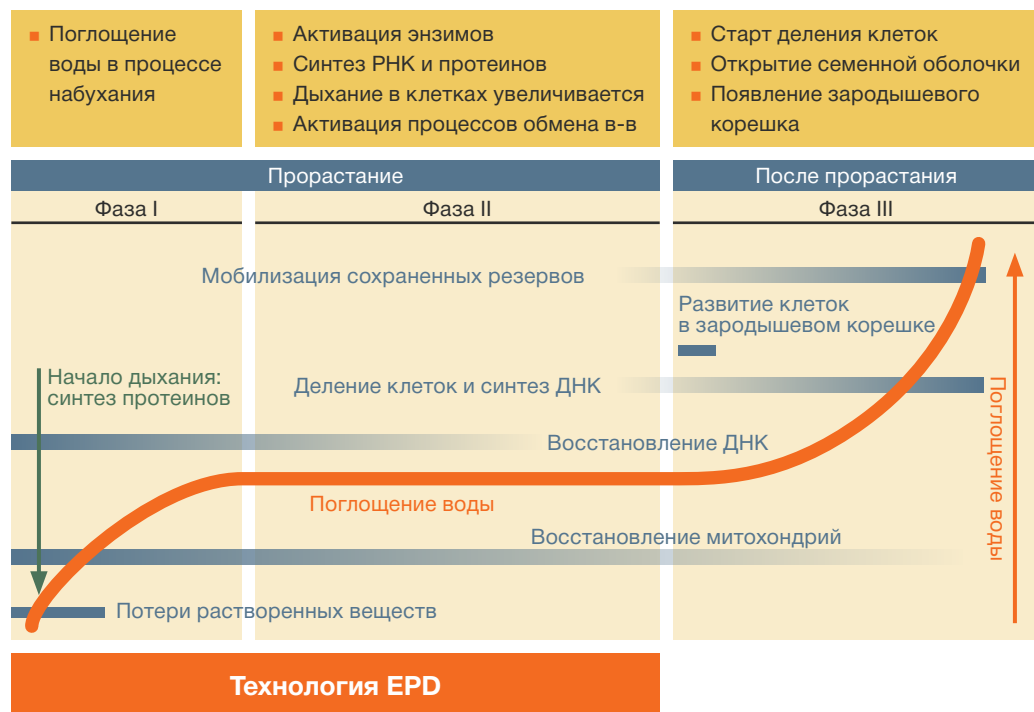 Поглощение
воды в процессе
набухания
Активация энзимов
Синтез РНК и протеинов
Дыхание в клетках увеличивается
Активация процессов обмена в-в
Старт деления клеток
Открытие семенной оболочки
Появление зародышевого
корешка
Прорастание
После прорастания
Фаза I
Фаза II
Фаза III
Мобилизация сохраненных резервов
Развитие клеток
в зародышевом корешке
Начало дыхания:
синтез протеинов
Деление клеток и синтез ДНК
Поглощение воды
Восстановление ДНК
Поглощение воды
Восстановление митохондрий
Потери растворенных веществ
Технология EPD